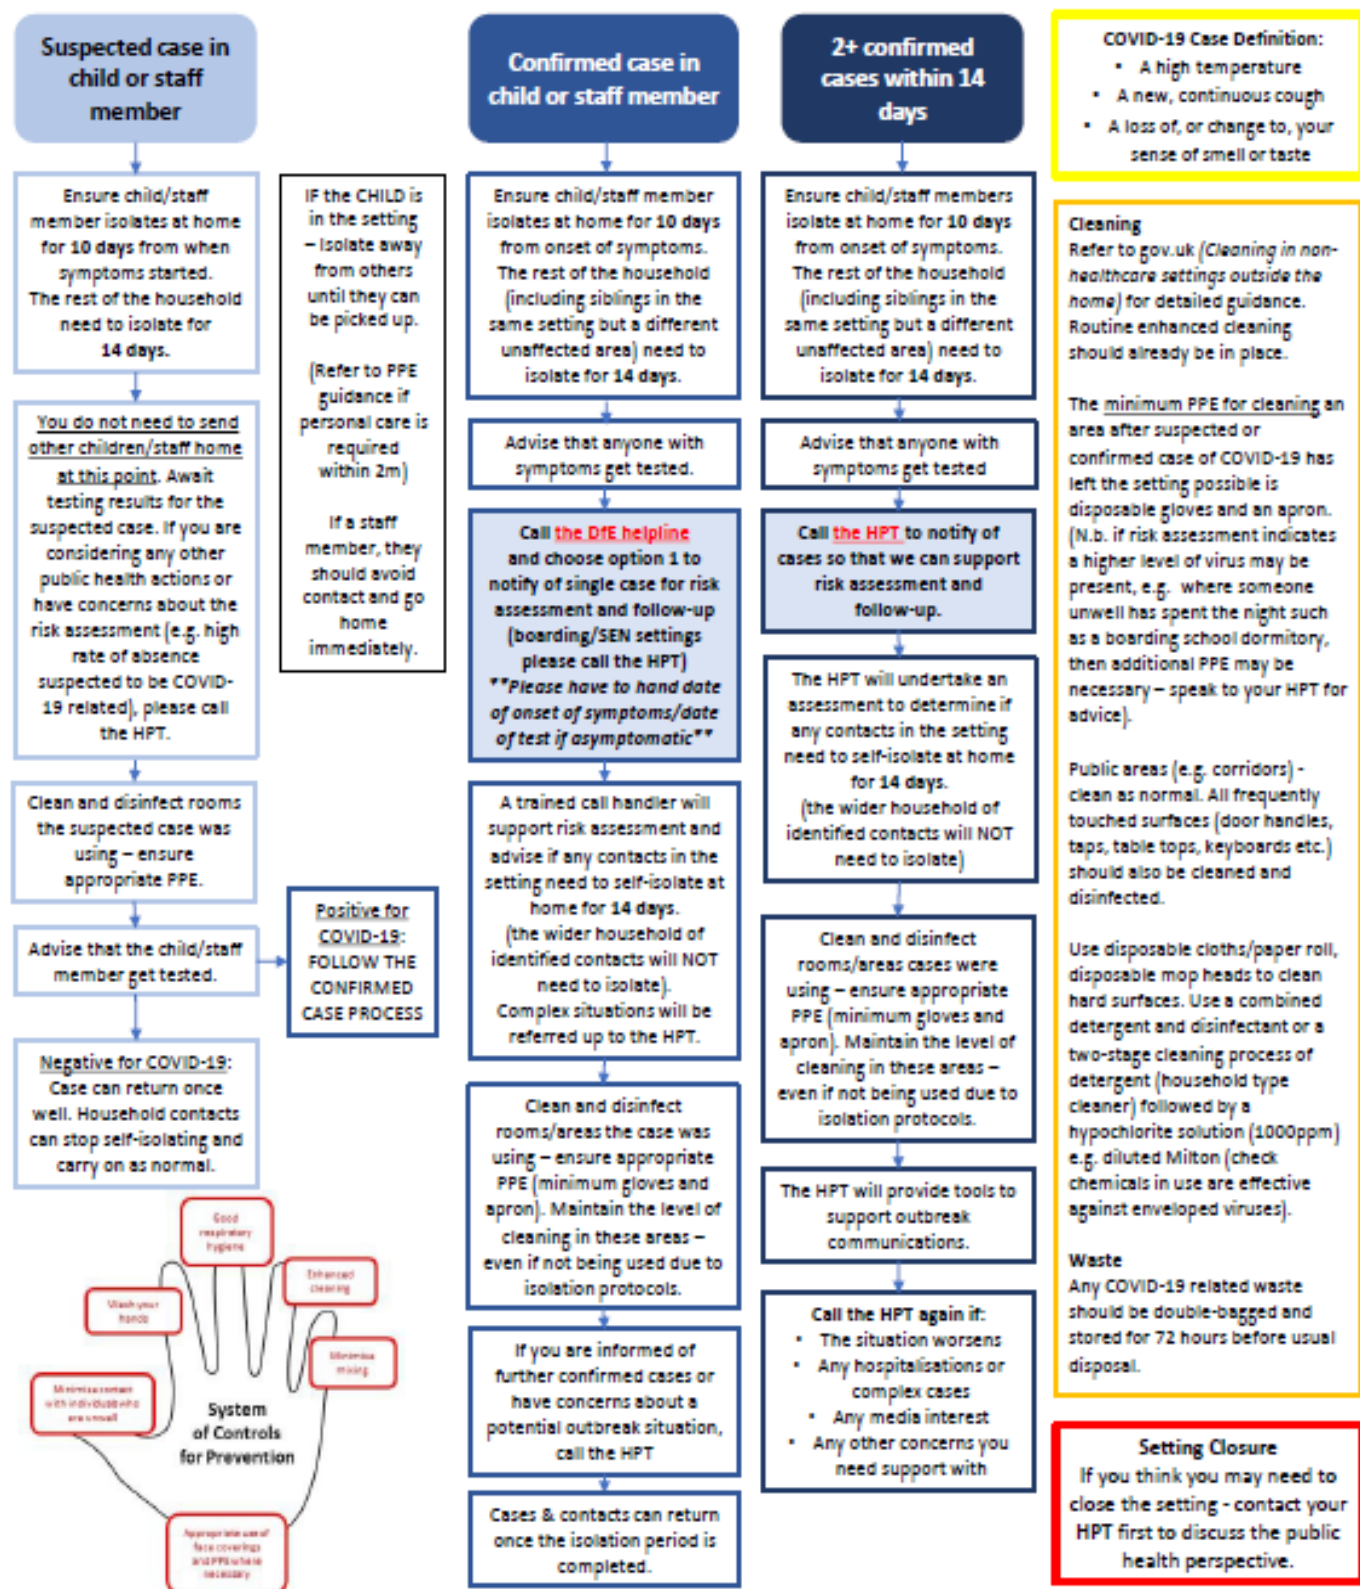 Suspected case in
child or staff
member
Ensure child/staff
member isolates at home
for 10 days from when
symptoms started.
The rest of the household
need to isolate for
14 days.
You do not need to send
other children/staff home
at this point. Await
testing results for the
suspected case. If you are
considering any other
public health actions or
have concerns about the
risk assessment (e.g. high
rate of absence
suspected to be COVID-
19 related), please call
the HPT.
Clean and disinfect rooms
the suspected case was
using – ensure
appropriate PPE.
Advise that the child/staff
member get tested.
Negative for COVID-19:
Case can return once
well. Household contacts
can stop self-isolating and
carry on as normal.
IF the CHILD is
in the setting
– Isolate away
from others
until they can
be picked up.
(Refer to PPE
guidance if
personal care is
required
within 2m)
If a staff
member, they
should avoid
contact and go
home
immediately.
Positive for
COVID-19:
FOLLOW THE
CONFIRMED
CASE PROCESS
Good
respiratory
hygiene
Enhanced
cleaning
Wash your
hands
Minimise
mixing
Minimise contact
with individuals who
are unwell
System
of Controls
for Prevention
Appropriate use of
face coverings
and PPE where
necessary
Confirmed case in
child or staff member
Ensure child/staff member
isolates at home for 10 days
from onset of symptoms.
The rest of the household
(including siblings in the
same setting but a different
unaffected area) need to
isolate for 14 days.
Advise that anyone with
symptoms get tested.
Call the DfE helpline
and choose option 1 to
notify of single case for risk
assessment and follow-up
(boarding/SEN settings
please call the HPT)
**Please have to hand date
of onset of symptoms/date
of test if asymptomatic**
A trained call handler will
support risk assessment and
advise if any contacts in the
setting need to self-isolate at
home for 14 days.
(the wider household of
identified contacts will NOT
need to isolate).
Complex situations will be
referred up to the HPT.
Clean and disinfect
rooms/areas the case was
using – ensure appropriate
PPE (minimum gloves and
apron). Maintain the level of
cleaning in these areas –
even if not being used due to
isolation protocols.
If you are informed of
further confirmed cases or
have concerns about a
potential outbreak situation,
call the HPT
Cases & contacts can return
once the isolation period is
completed.
2+ confirmed
cases within 14
days
Ensure child/staff members
isolate at home for 10 days
from onset of symptoms.
The rest of the household
(including siblings in the
same setting but a different
unaffected area) need to
isolate for 14 days.
Advise that anyone with
symptoms get tested
Call the HPT to notify of
cases so that we can support
risk assessment and
follow-up.
The HPT will undertake an
assessment to determine if
any contacts in the setting
need to self-isolate at home
for 14 days.
(the wider household of
identified contacts will NOT
need to isolate)
Clean and disinfect
rooms/areas cases were
using – ensure appropriate
PPE (minimum gloves and
apron). Maintain the level of
cleaning in these areas –
even if not being used due to
isolation protocols.
The HPT will provide tools to
support outbreak
communications.
Call the HPT again if:
▪ The situation worsens
▪ Any hospitalisations or
complex cases
▪ Any media interest
▪ Any other concerns you
need support with
COVID-19 Case Definition:
▪ A high temperature
▪ A new, continuous cough
▪ A loss of, or change to, your
sense of smell or taste
Cleaning
Refer to gov.uk (Cleaning in non-
healthcare settings outside the
home) for detailed guidance.
Routine enhanced cleaning
should already be in place.
The minimum PPE for cleaning an
area after suspected or
confirmed case of COVID-19 has
left the setting possible is
disposable gloves and an apron.
(N.b. if risk assessment indicates
a higher level of virus may be
present, e.g. where someone
unwell has spent the night such
as a boarding school dormitory,
then additional PPE may be
necessary – speak to your HPT for
advice).
Public areas (e.g. corridors) -
clean as normal. All frequently
touched surfaces (door handles,
taps, table tops, keyboards etc.)
should also be cleaned and
disinfected.
Use disposable cloths/paper roll,
disposable mop heads to clean
hard surfaces. Use a combined
detergent and disinfectant or a
two-stage cleaning process of
detergent (household type
cleaner) followed by a
hypochlorite solution (1000ppm)
e.g. diluted Milton (check
chemicals in use are effective
against enveloped viruses).
Waste
Any COVID-19 related waste
should be double-bagged and
stored for 72 hours before usual
disposal.
Setting Closure
If you think you may need to
close the setting - contact your
HPT first to discuss the public
health perspective.